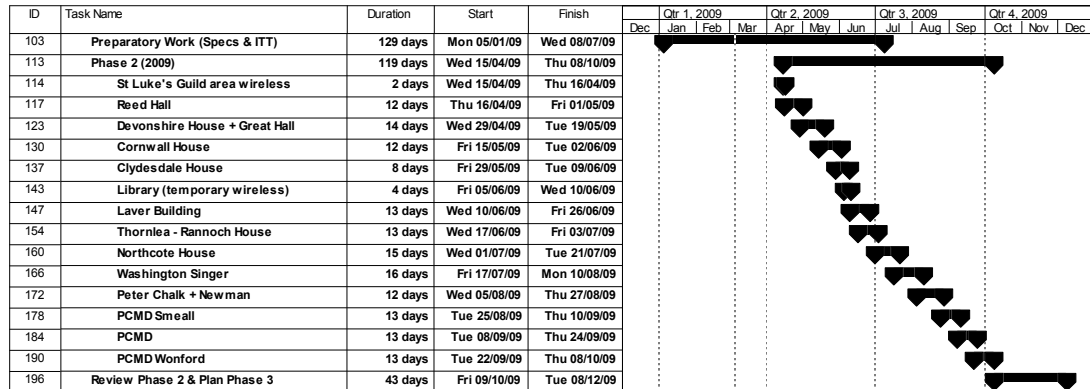 ID Task Name Duration Start Finish Qtr 1, 2009 Qtr 2, 2009 Qtr 3, 2009 Qtr 4, 2009
Dec Jan Feb Mar Apr May Jun Jul Aug Sep Oct Nov Dec
103 Preparatory Work (Specs & ITT) 129 days Mon 05/01/09 Wed 08/07/09
113 Phase 2 (2009) 119 days Wed 15/04/09 Thu 08/10/09
114 St Luke's Guild area wireless 2 days Wed 15/04/09 Thu 16/04/09
117 Reed Hall 12 days Thu 16/04/09 Fri 01/05/09
123 Devonshire House + Great Hall 14 days Wed 29/04/09 Tue 19/05/09
130 Cornwall House 12 days Fri 15/05/09 Tue 02/06/09
137 Clydesdale House 8 days Fri 29/05/09 Tue 09/06/09
143 Library (temporary wireless) 4 days Fri 05/06/09 Wed 10/06/09
147 Laver Building 13 days Wed 10/06/09 Fri 26/06/09
154 Thornlea - Rannoch House 13 days Wed 17/06/09 Fri 03/07/09
160 Northcote House 15 days Wed 01/07/09 Tue 21/07/09
166 Washington Singer 16 days Fri 17/07/09 Mon 10/08/09
172 Peter Chalk + Newman 12 days Wed 05/08/09 Thu 27/08/09
178 PCMD Smeall 13 days Tue 25/08/09 Thu 10/09/09
184 PCMD 13 days Tue 08/09/09 Thu 24/09/09
190 PCMD Wonford 13 days Tue 22/09/09 Thu 08/10/09
196 Review Phase 2 & Plan Phase 3 43 days Fri 09/10/09 Tue 08/12/09